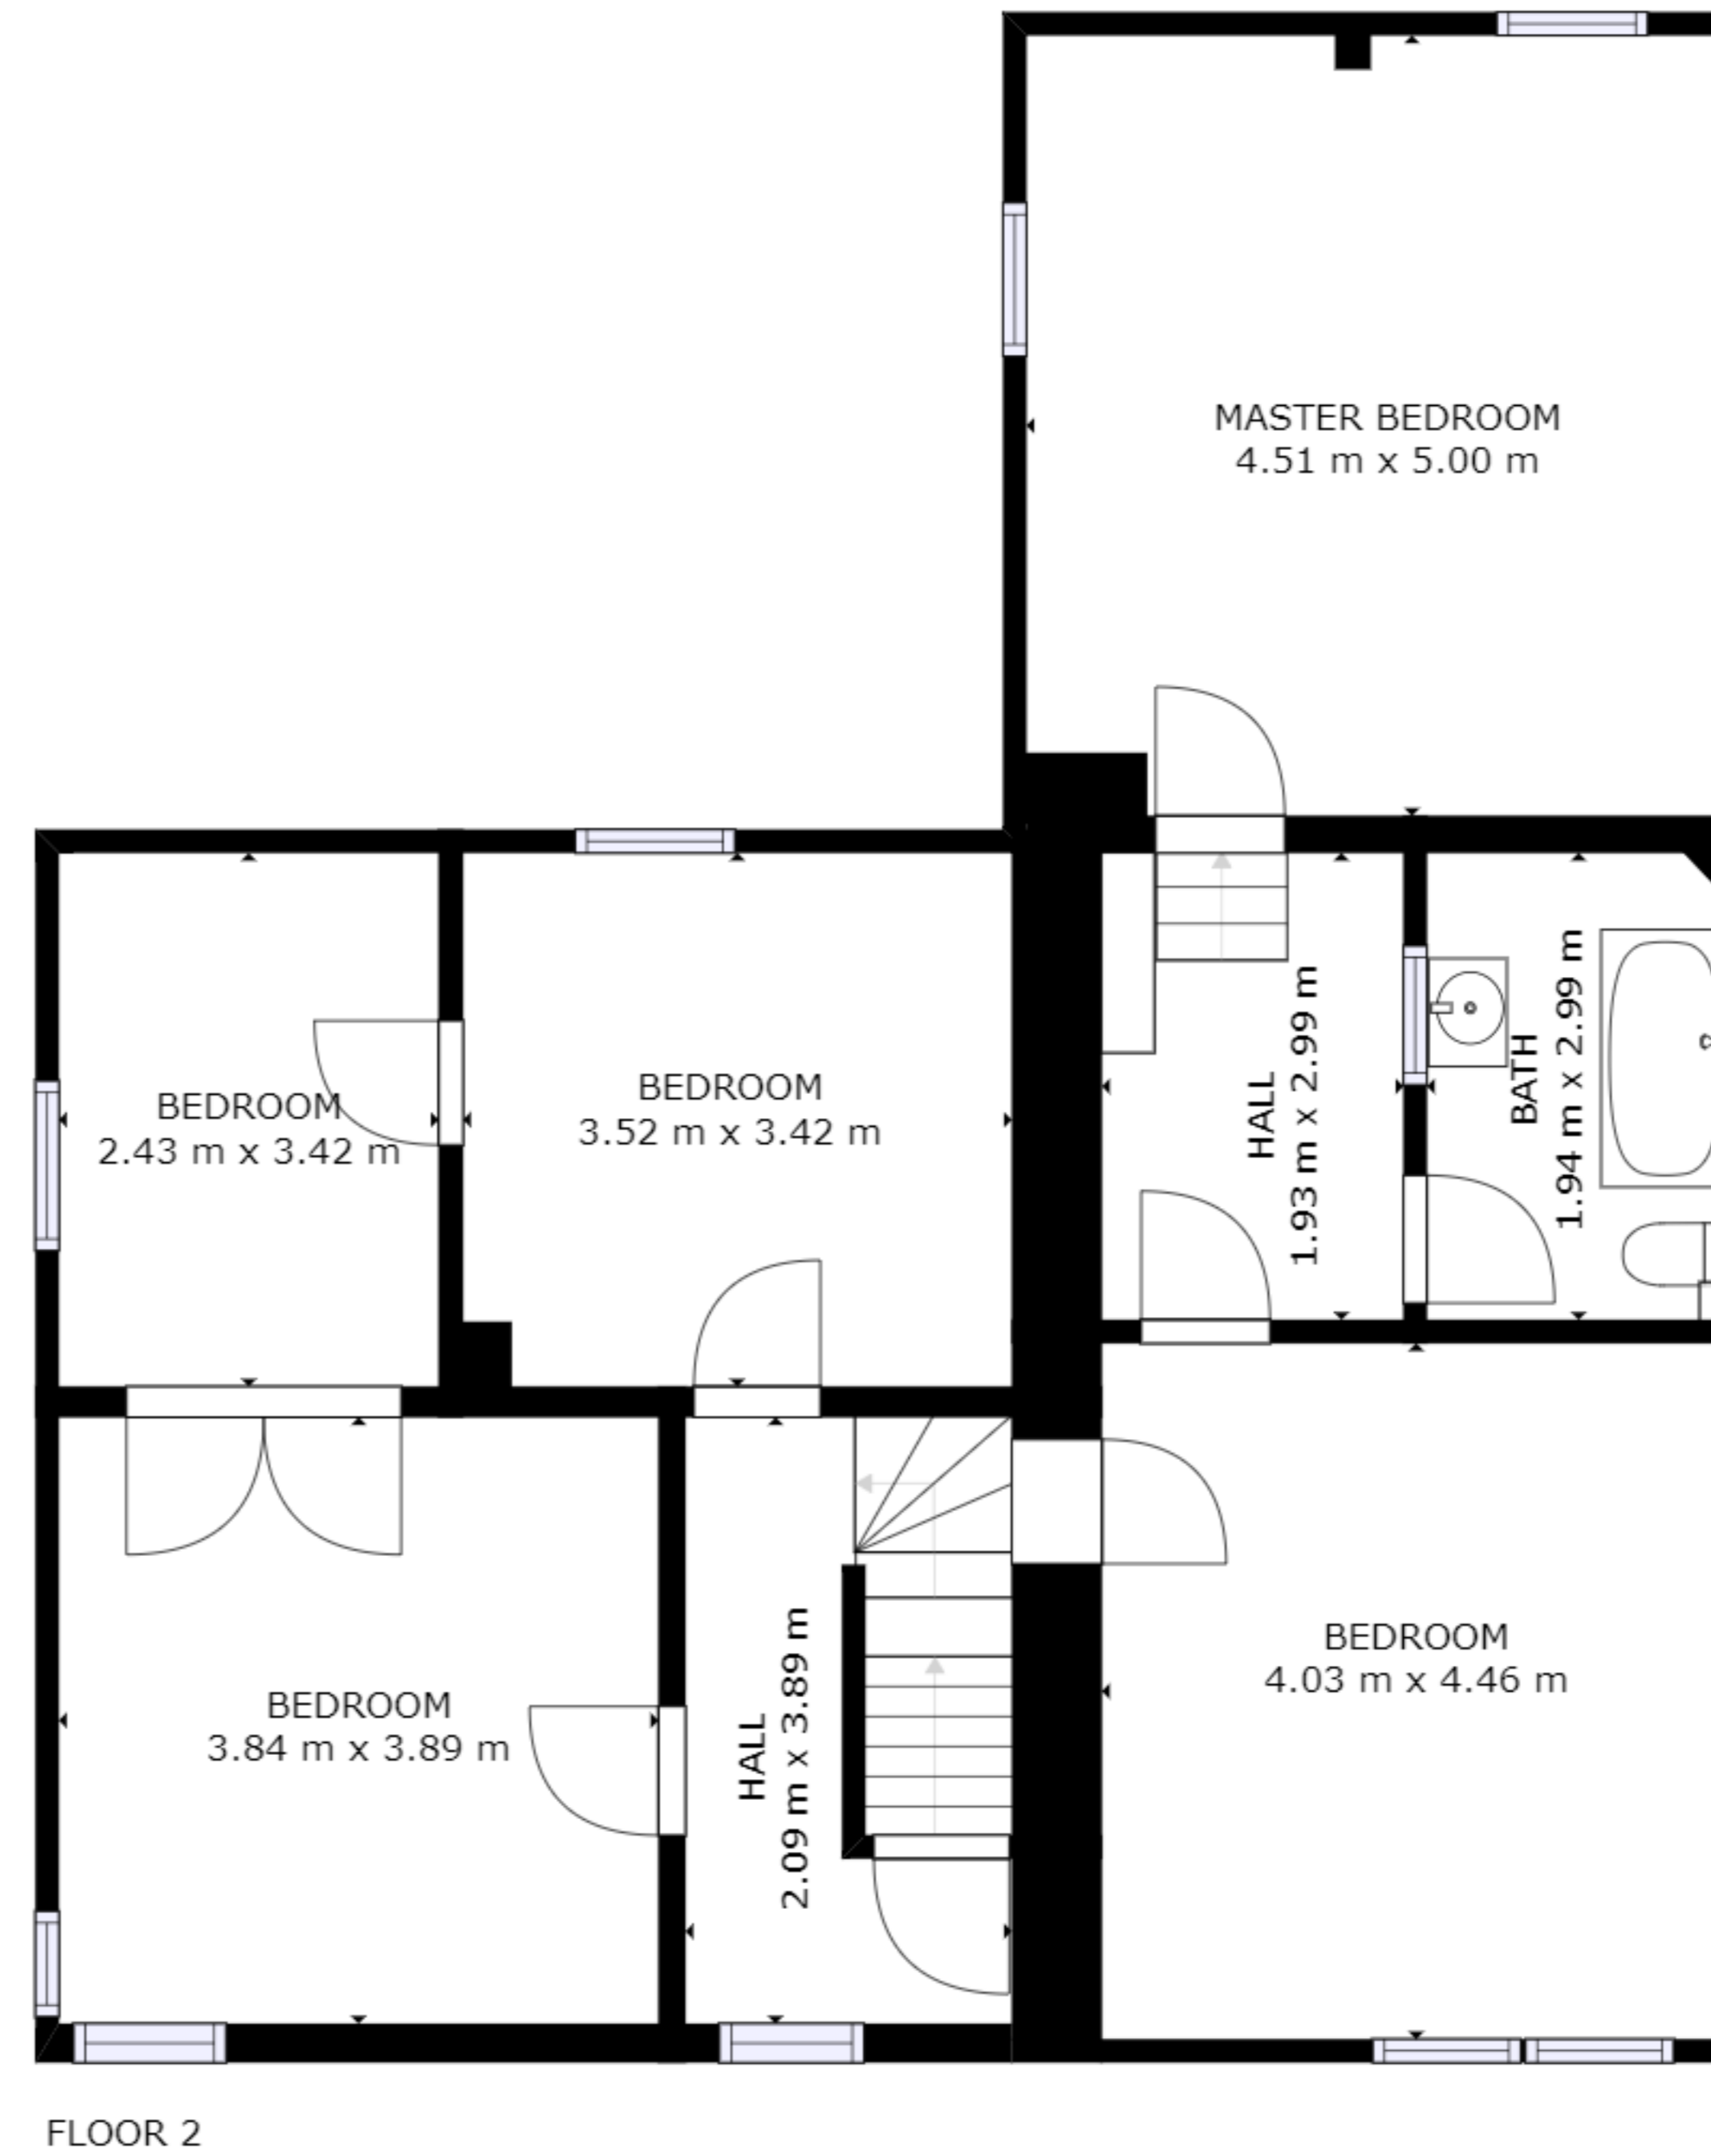 MASTER BEDROOM
4.51 m x 5.00 m
BEDROOM
2.43 m x 3.42 m
BEDROOM
3.52 m x 3.42 m
HALL
1.93 m x 2.99 m
BATH
1.94 m x 2.99 m
BEDROOM
3.84 m x 3.89 m
HALL
2.09 m x 3.89 m
BEDROOM
4.03 m x 4.46 m
FLOOR 2